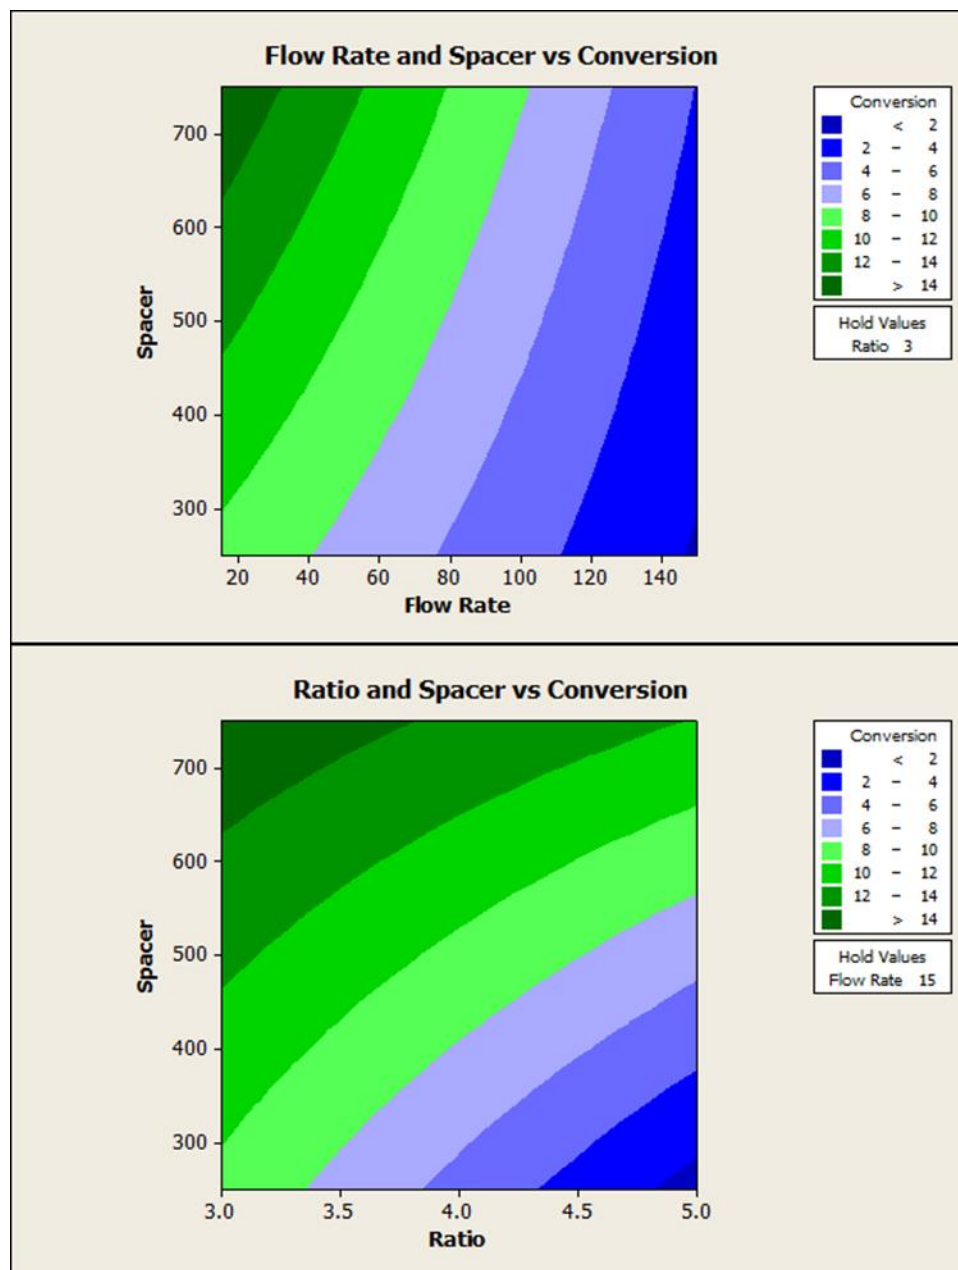 Flow Rate and Spacer vs Conversion
700
600
500
400
300
Spacer
20 40 60 80 100 120 140
Flow Rate
Conversion
< 2
2 – 4
4 – 6
6 – 8
8 – 10
10 – 12
12 – 14
> 14
Hold Values
Ratio 3
Ratio and Spacer vs Conversion
700
600
500
400
300
Spacer
3.0 3.5 4.0 4.5 5.0
Ratio
Conversion
< 2
2 – 4
4 – 6
6 – 8
8 – 10
10 – 12
12 – 14
> 14
Hold Values
Flow Rate 15